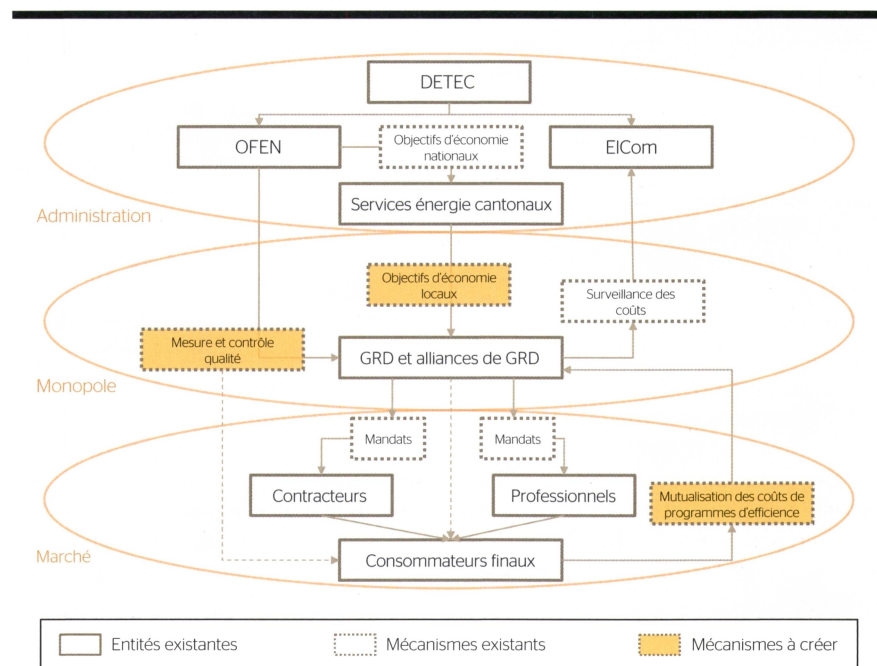 DETEC
OFEN
Objectifs d'économie
nationaux
ElCom
Services énergie cantonaux
Administration
Objectifs d'économie
locaux
Surveillance des
coûts
Mesure et contrôle
qualité
GRD et alliances de GRD
Monopole
Mandats
Mandats
Contracteurs
Professionnels
Mutualisation des coûts de
programmes d'efficience
Marché
Consommateurs finaux
Entités existantes
Mécanismes existants
Mécanismes à créer